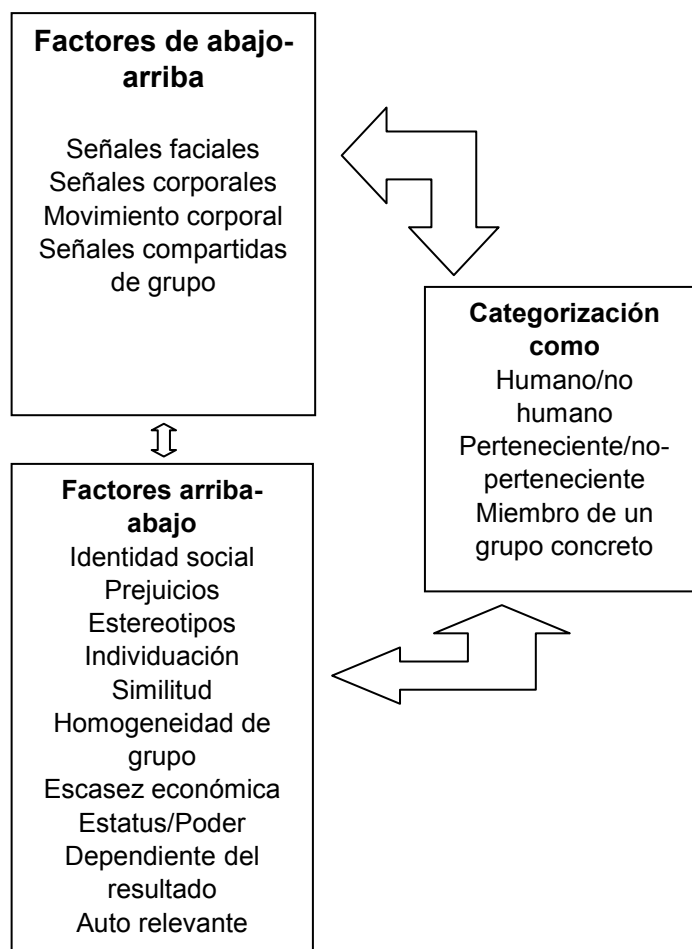 Factores de abajo-
arriba
Señales faciales
Señales corporales
Movimiento corporal
Señales compartidas
de grupo
Categorización
como
Humano/no
humano
Perteneciente/no-
perteneciente
Miembro de un
grupo concreto
Factores arriba-
abajo
Identidad social
Prejuicios
Estereotipos
Individuación
Similitud
Homogeneidad de
grupo
Escasez económica
Estatus/Poder
Dependiente del
resultado
Auto relevante